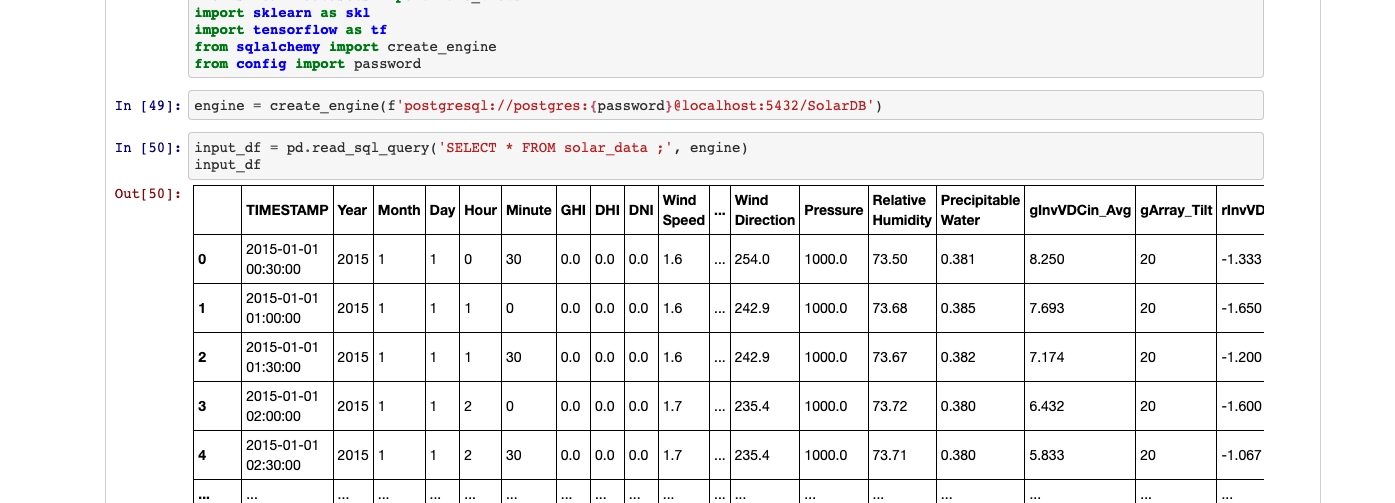 import sklearn as skl
import tensorflow as tf
from sqlalchemy import create_engine
from config import password
In [49]: engine = create_engine(f'postgresql://postgres:{password}@localhost:5432/SolarDB')
In [50]: input_df = pd.read_sql_query('SELECT * FROM solar_data ;', engine)
input_df
Out[50]:
TIMESTAMP Year Month Day Hour Minute GHI DHI DNI Wind Speed ... Wind Direction Pressure Relative Humidity Precipitable Water gInvVDCin_Avg gArray_Tilt rInvVD
0 2015-01-01 00:30:00 2015 1 1 0 30 0.0 0.0 0.0 1.6 ... 254.0 1000.0 73.50 0.381 8.250 20 -1.333
1 2015-01-01 01:00:00 2015 1 1 1 0 0.0 0.0 0.0 1.6 ... 242.9 1000.0 73.68 0.385 7.693 20 -1.650
2 2015-01-01 01:30:00 2015 1 1 1 30 0.0 0.0 0.0 1.6 ... 242.9 1000.0 73.67 0.382 7.174 20 -1.200
3 2015-01-01 02:00:00 2015 1 1 2 0 0.0 0.0 0.0 1.7 ... 235.4 1000.0 73.72 0.380 6.432 20 -1.600
4 2015-01-01 02:30:00 2015 1 1 2 30 0.0 0.0 0.0 1.7 ... 235.4 1000.0 73.71 0.380 5.833 20 -1.067
... ... ... ... ... ... ... ... ... ... ... ... ... ... ... ... ... ... ...